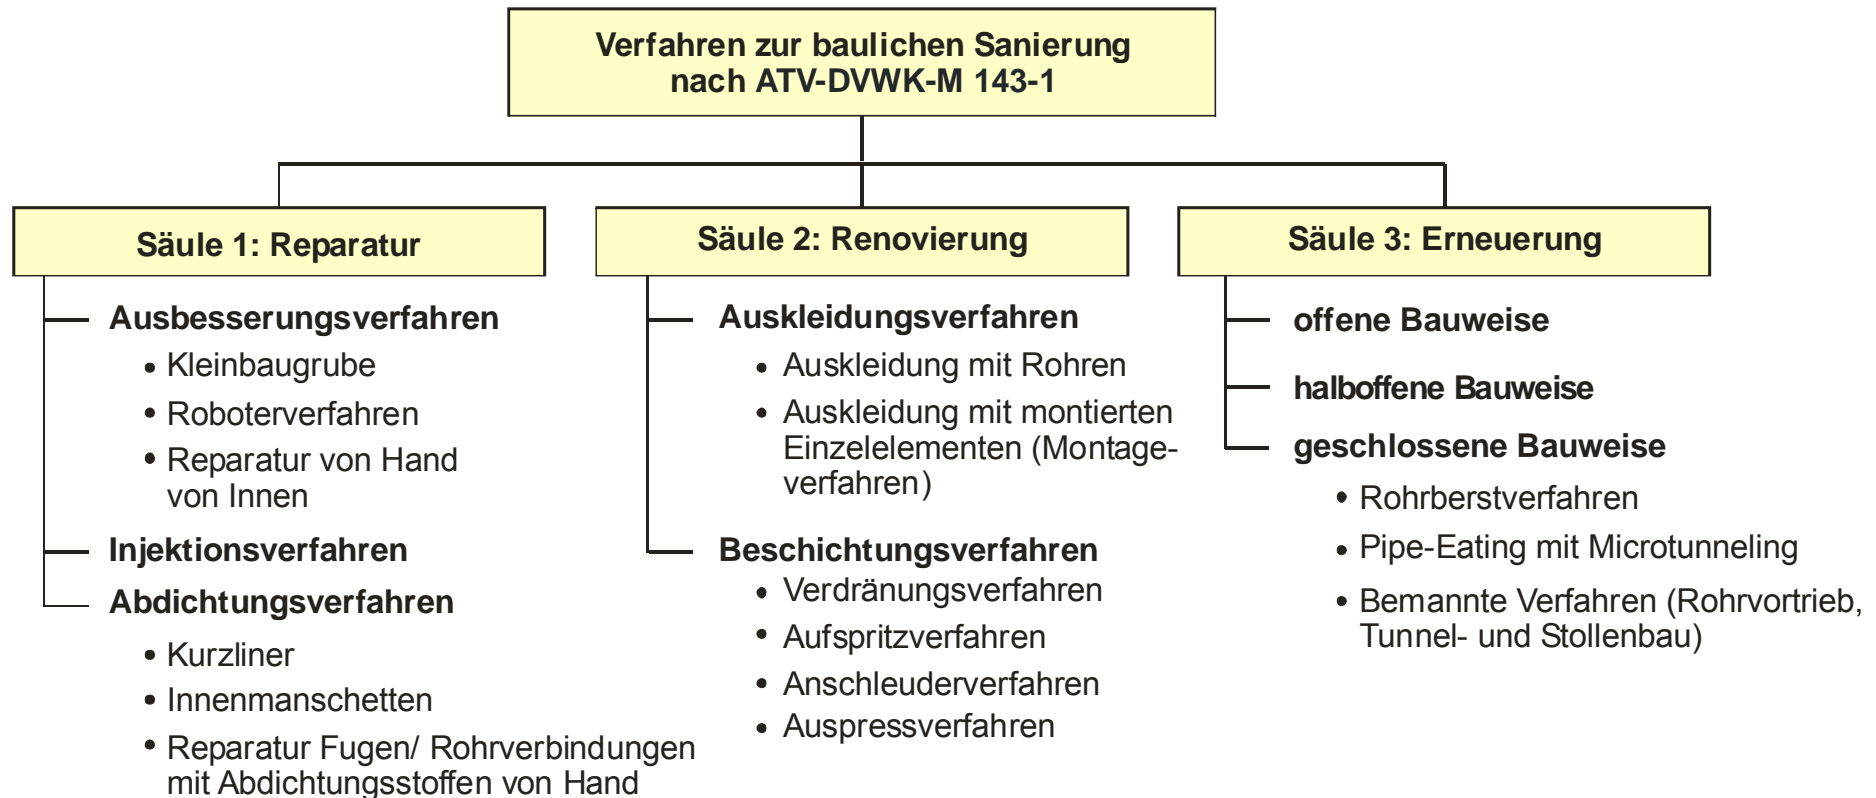 Verfahren zur baulichen Sanierung
nach ATV-DVWK-M 143-1
Säule 1: Reparatur
Ausbesserungsverfahren
• Kleinbaugrube
• Roboterverfahren
• Reparatur von Hand
von Innen
Injektionsverfahren
Abdichtungsverfahren
• Kurzliner
• Innenmanschetten
• Reparatur Fugen/ Rohrverbindungen
mit Abdichtungsstoffen von Hand
Säule 2: Renovierung
Auskleidungsverfahren
• Auskleidung mit Rohren
• Auskleidung mit montierten
Einzelelementen (Montage-
verfahren)
Beschichtungsverfahren
• Verdränungsverfahren
• Aufspritzverfahren
• Anschleuderverfahren
• Auspressverfahren
Säule 3: Erneuerung
offene Bauweise
halboffene Bauweise
geschlossene Bauweise
• Rohrberstverfahren
• Pipe-Eating mit Microtunneling
• Bemannte Verfahren (Rohrvortrieb,
Tunnel- und Stollenbau)